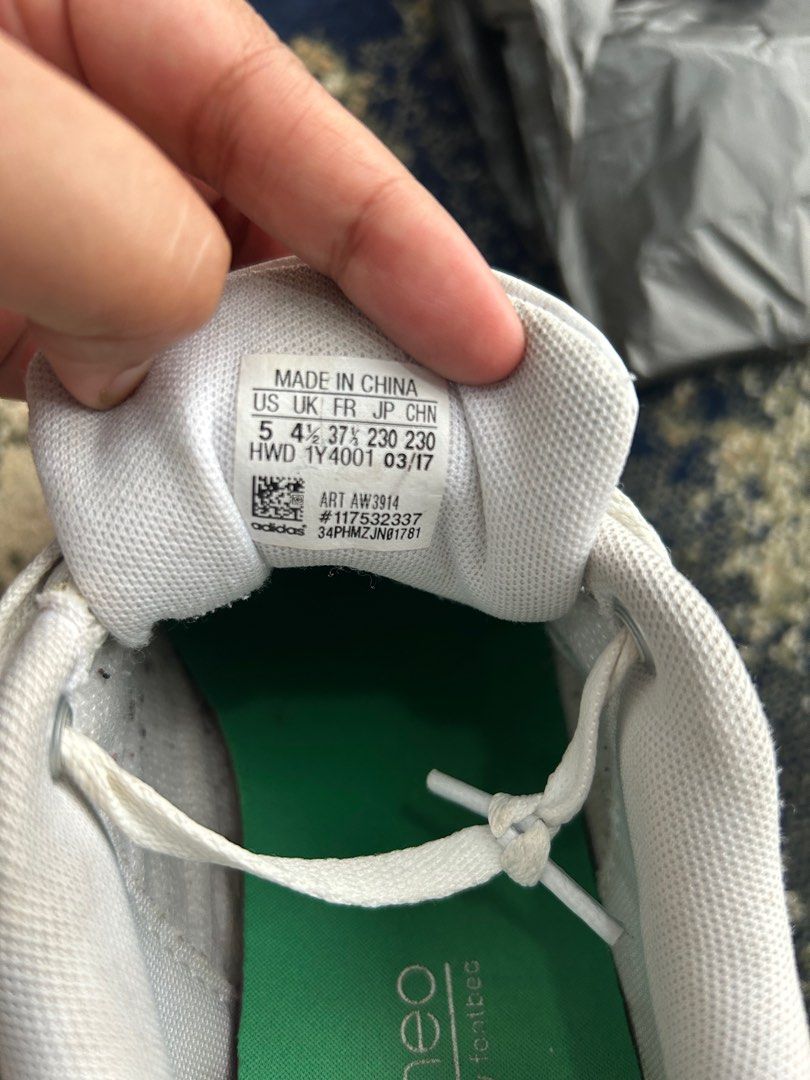 MADE IN CHINA
US UK FR JP CHN
5 4½ 37⅓ 230 230
HWD 1Y4001 03/17
ART AW3914
#117532337
adidas
34PHMZJN01781
neo
footbed